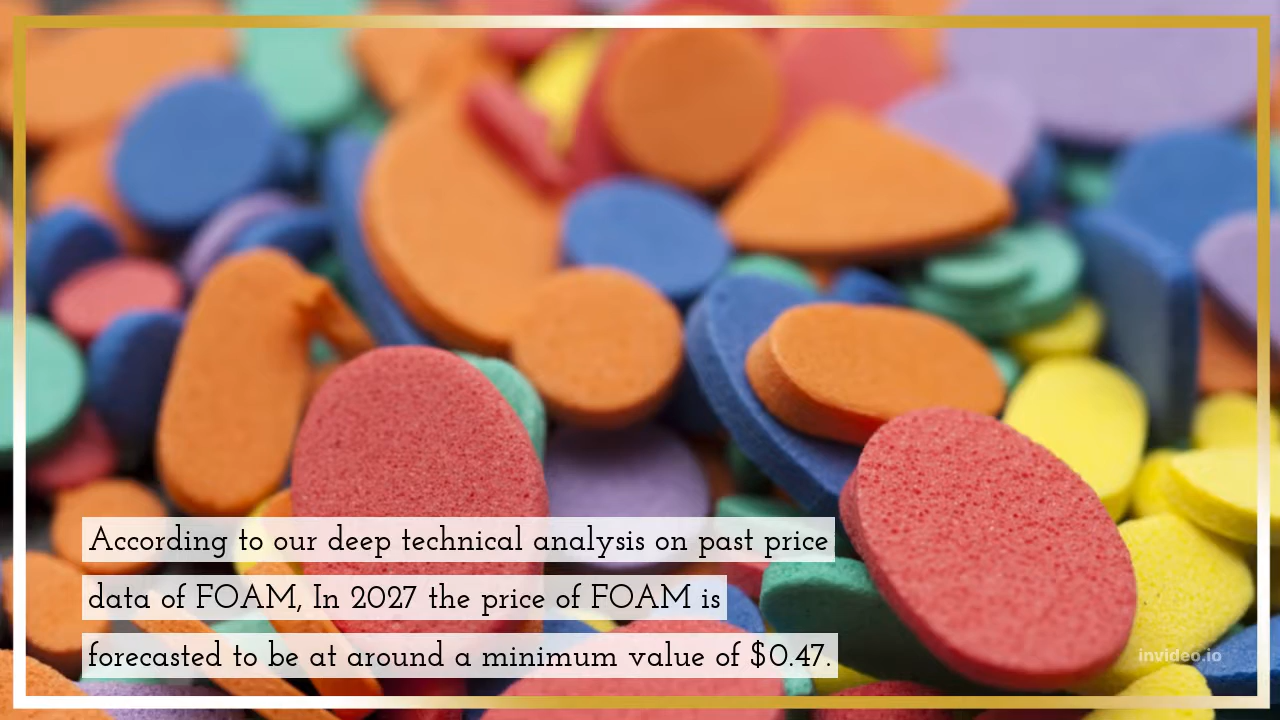 According to our deep technical analysis on past price
data of FOAM, In 2027 the price of FOAM is
forecasted to be at around a minimum value of $0.47.
invideo.io